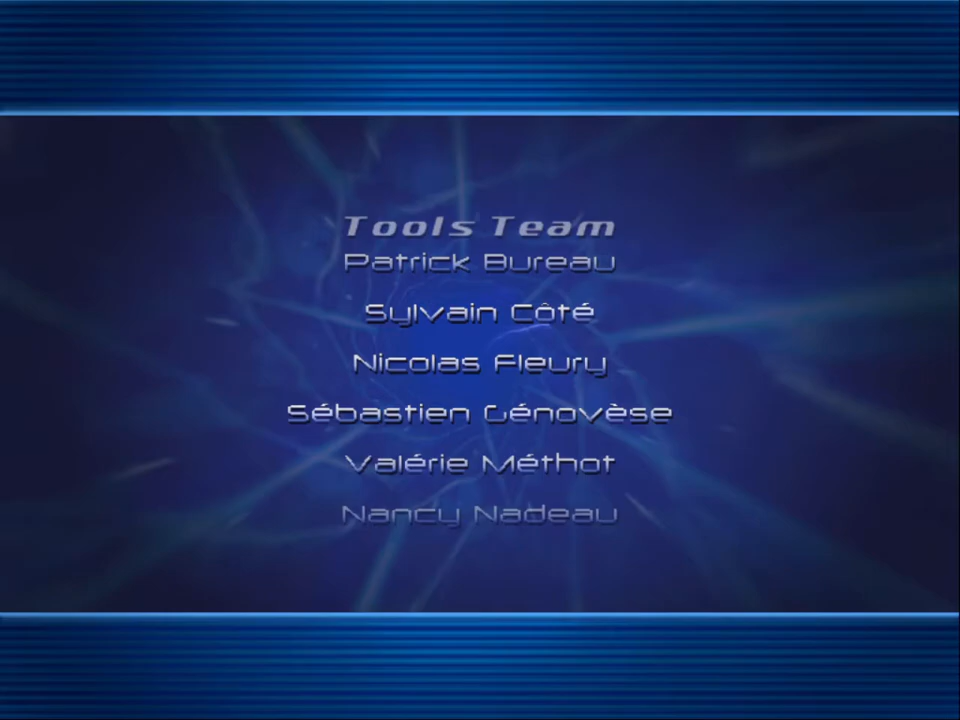 Tools Team
Patrick Bureau
Sylvain Côté
Nicolas Fleury
Sébastien Génovèse
Valérie Méthot
Nancy Nadeau